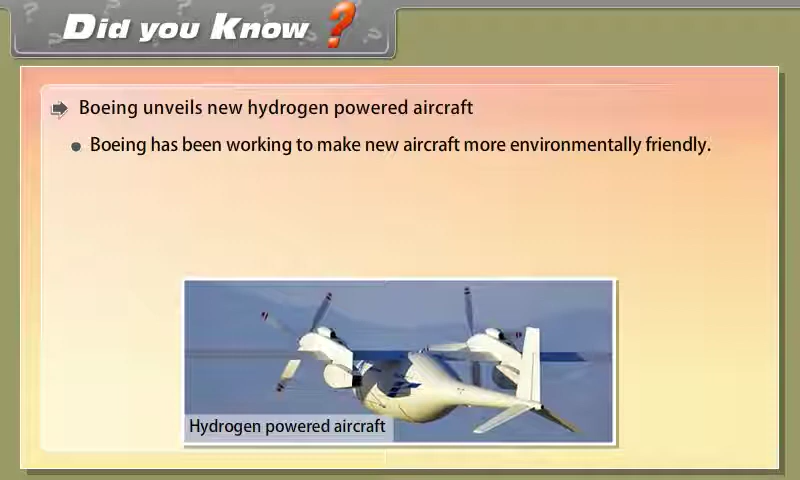 Did you Know ?
Boeing unveils new hydrogen powered aircraft
Boeing has been working to make new aircraft more environmentally friendly.
Hydrogen powered aircraft